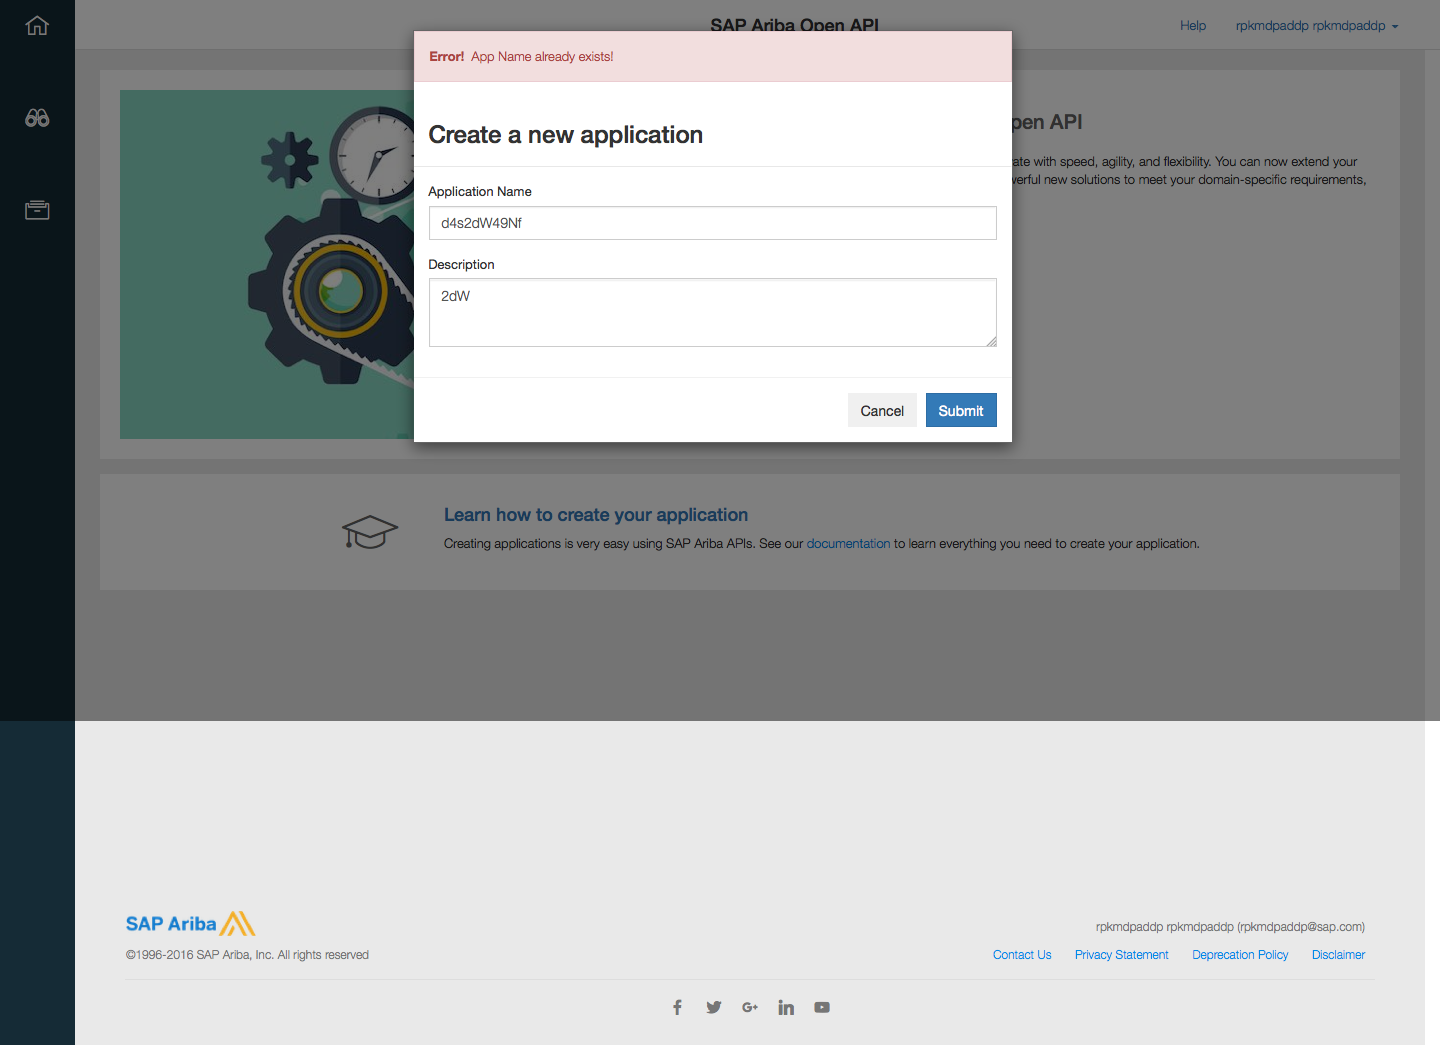 SAP Ariba Open API
Help
rpkmdpaddp rpkmdpaddp
Error! App Name already exists!
Create a new application
Application Name
d4s2dW49Nf
Description
2dW
Cancel
Submit
pen API
ate with speed, agility, and flexibility. You can now extend your
werful new solutions to meet your domain-specific requirements,
Learn how to create your application
Creating applications is very easy using SAP Ariba APIs. See our documentation to learn everything you need to create your application.
SAP Ariba
©1996-2016 SAP Ariba, Inc. All rights reserved
rpkmdpaddp rpkmdpaddp (rpkmdpaddp@sap.com)
Contact Us
Privacy Statement
Deprecation Policy
Disclaimer